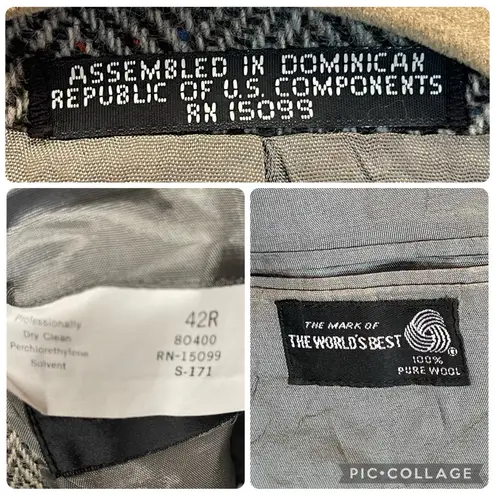 ASSEMBLED IN DOMINICAN
REPUBLIC OF U.S. COMPONENTS
RN 15099
Professionally
Dry Clean
Perchlorethylene
Solvent
42R
80400
RN-15099
S-171
THE MARK OF
THE WORLD'S BEST
100%
PURE WOOL
®
PIC•COLLAGE